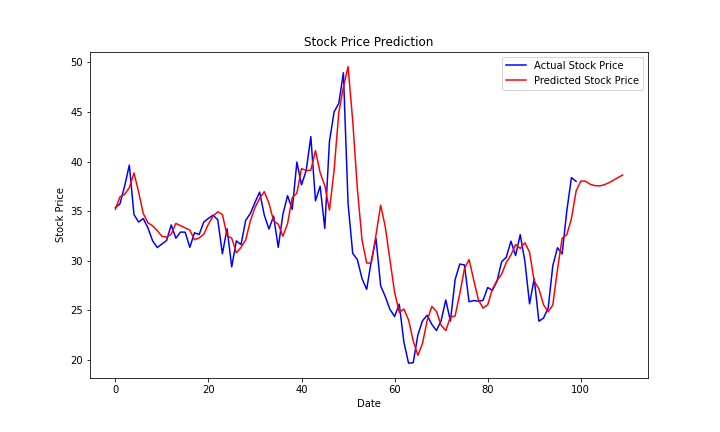 Stock Price Prediction
Actual Stock Price
Predicted Stock Price
Stock Price
50
45
40
35
30
25
20
0
20
40
60
80
100
Date